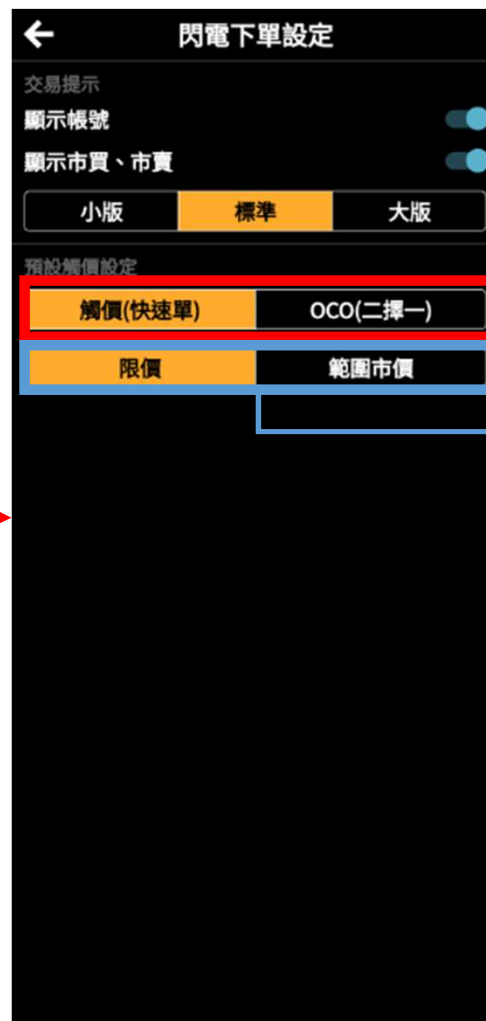 閃電下單設定
交易提示
顯示帳號
顯示市買、市賣
小版 標準 大版
預設觸價設定
觸價(快速單) OCO(二擇一)
限價 範圍市價